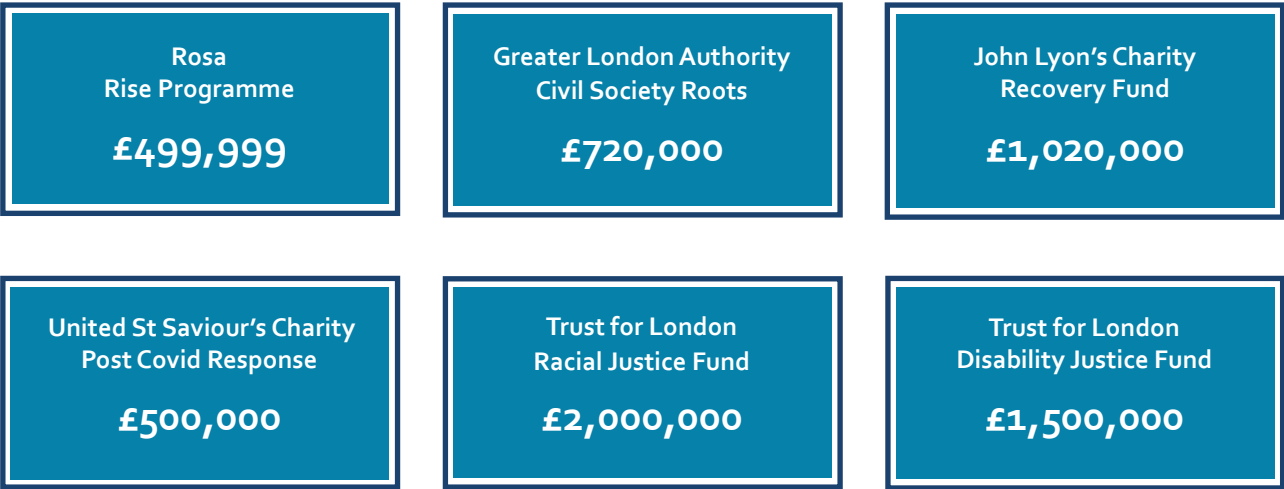 Rosa
Rise Programme
£499,999
Greater London Authority
Civil Society Roots
£720,000
John Lyon’s Charity
Recovery Fund
£1,020,000
United St Saviour’s Charity
Post Covid Response
£500,000
Trust for London
Racial Justice Fund
£2,000,000
Trust for London
Disability Justice Fund
£1,500,000